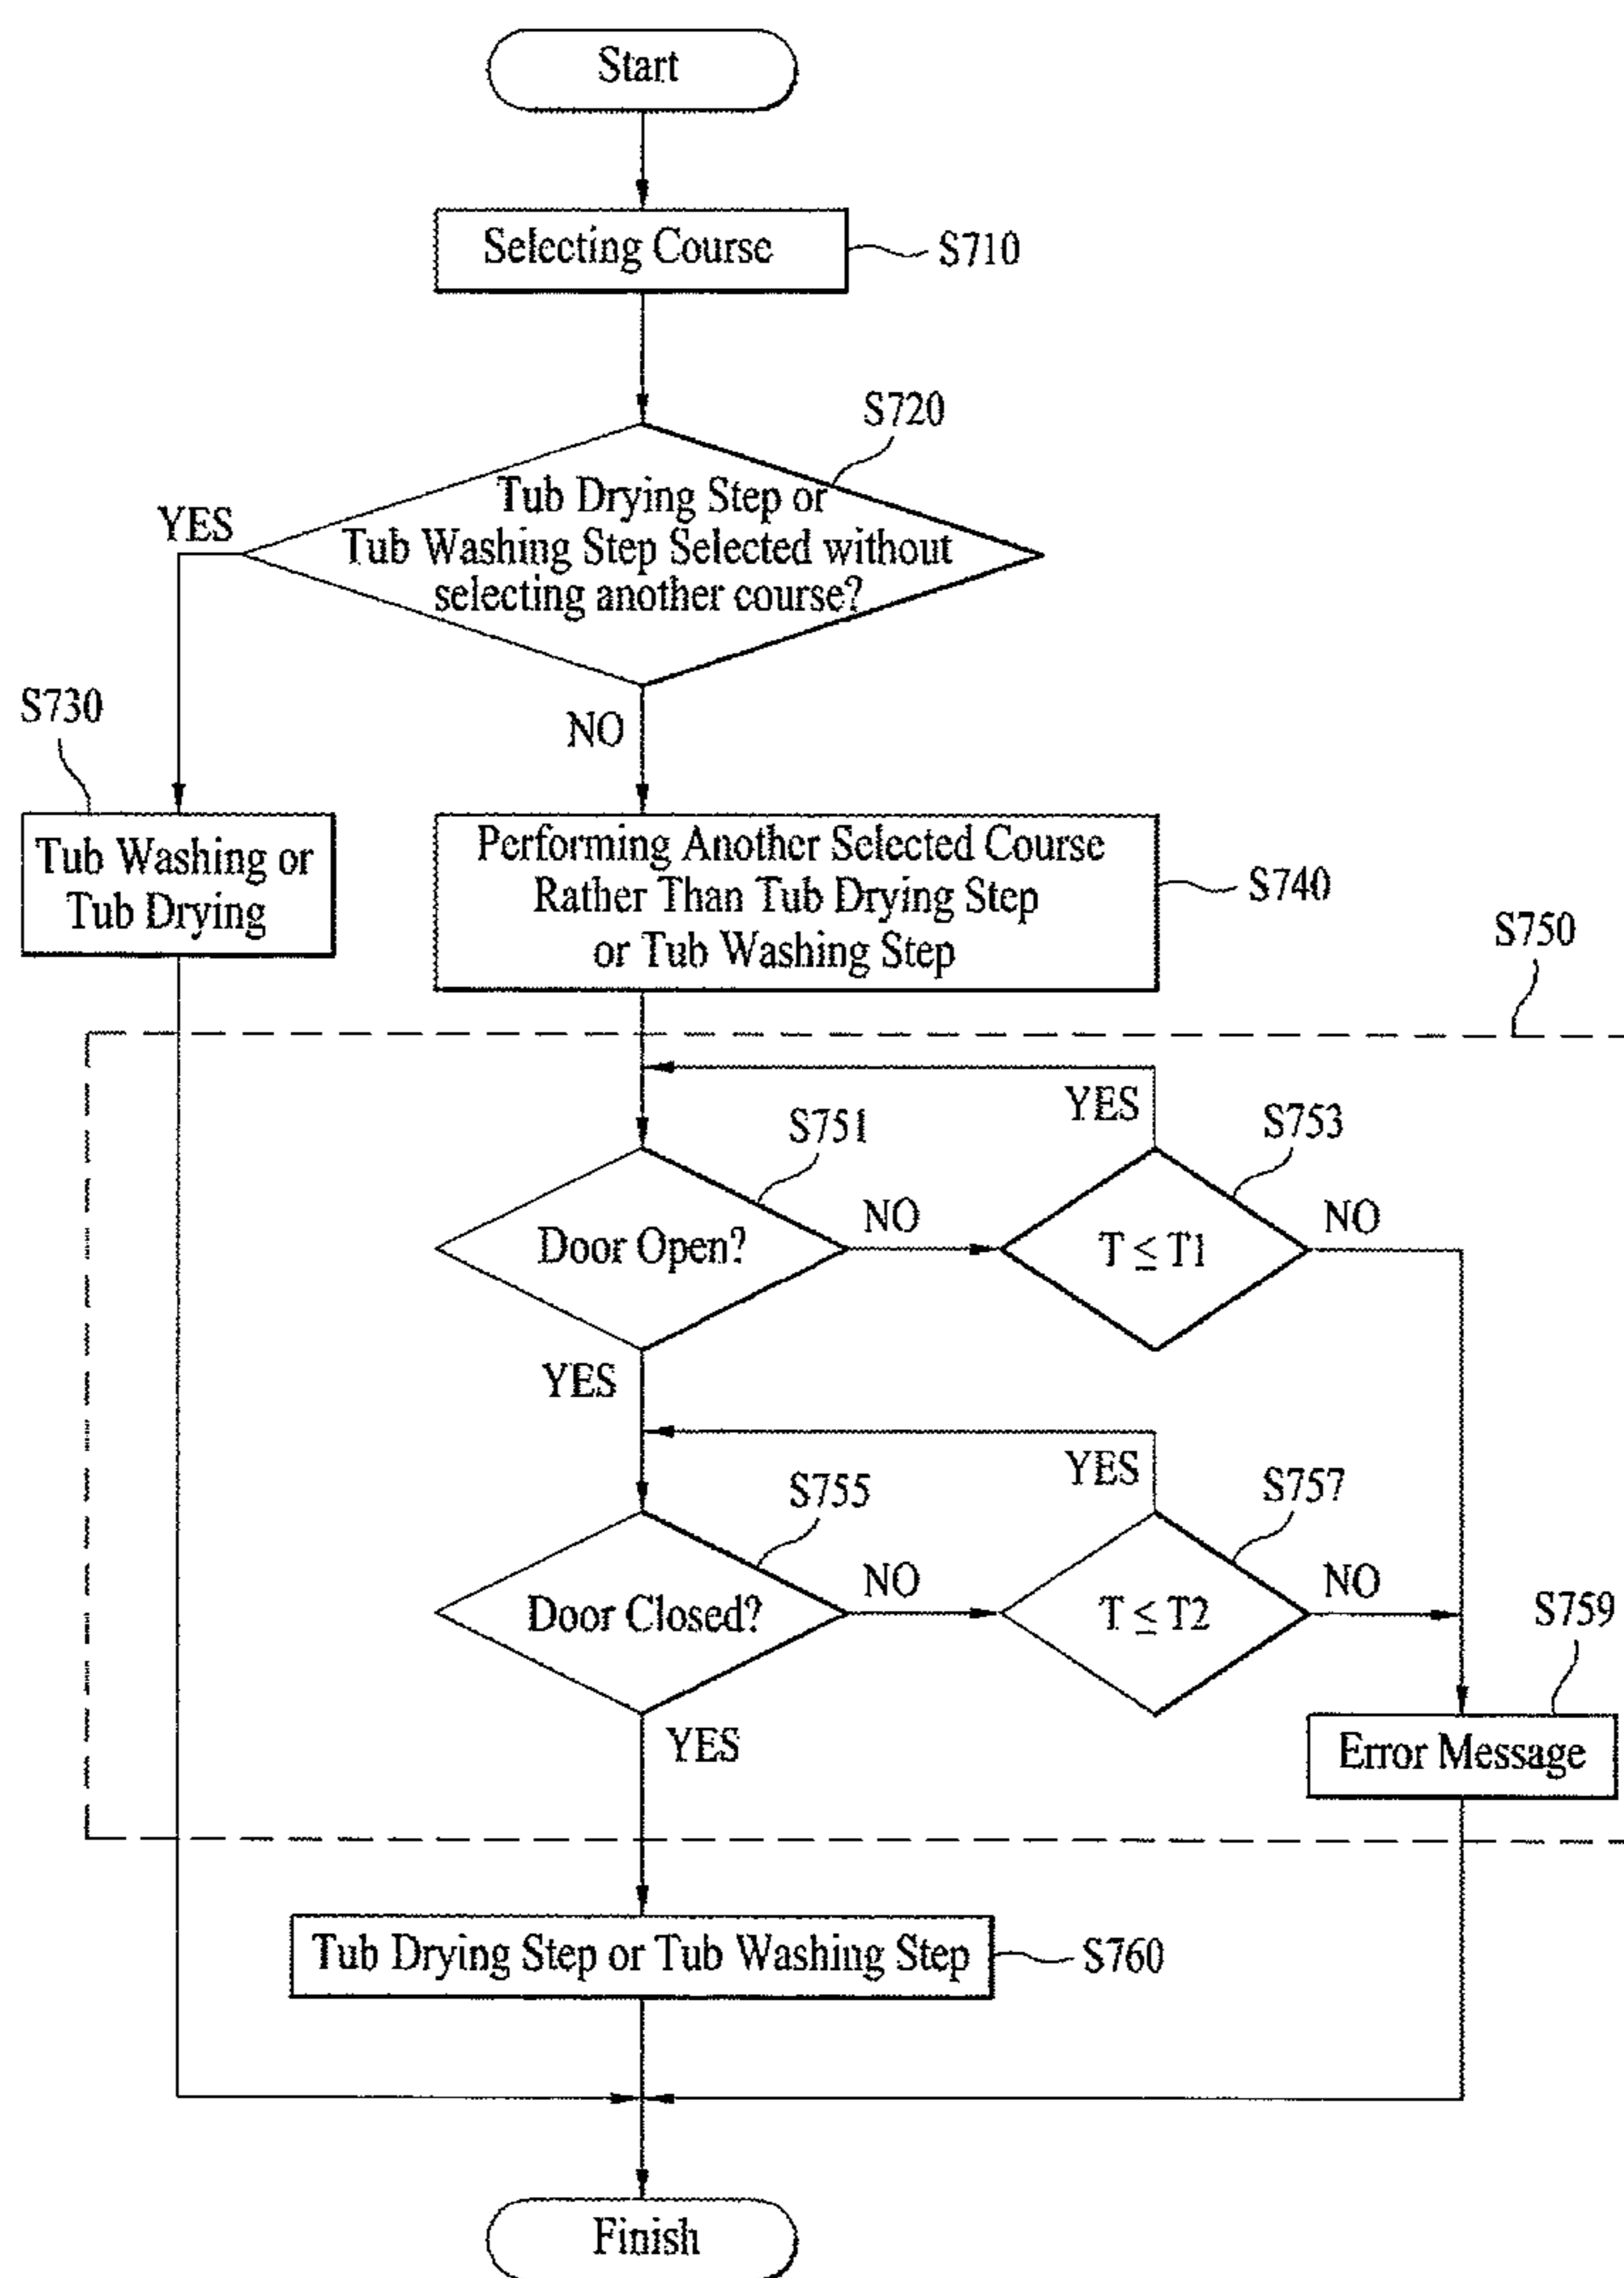 Start
Selecting Course
S710
S720
Tub Drying Step or
Tub Washing Step Selected without
selecting another course?
YES
NO
S730
Tub Washing or
Tub Drying
Performing Another Selected Course
Rather Than Tub Drying Step
or Tub Washing Step
S740
S750
YES
S751
S753
Door Open?
NO
T ≤ T1
NO
YES
YES
S755
S757
Door Closed?
NO
T ≤ T2
NO
S759
YES
Error Message
Tub Drying Step or Tub Washing Step
S760
Finish